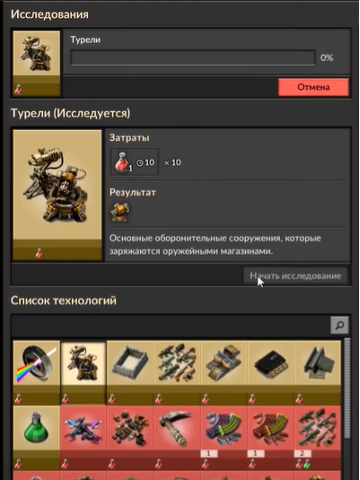 Исследования
Турели
0%
Отмена
Турели (Исследуется)
Затраты
1
10
× 10
Результат
Основные оборонительные сооружения, которые
заряжаются оружейными магазинами.
Начать исследование
Список технологий
1
1
2